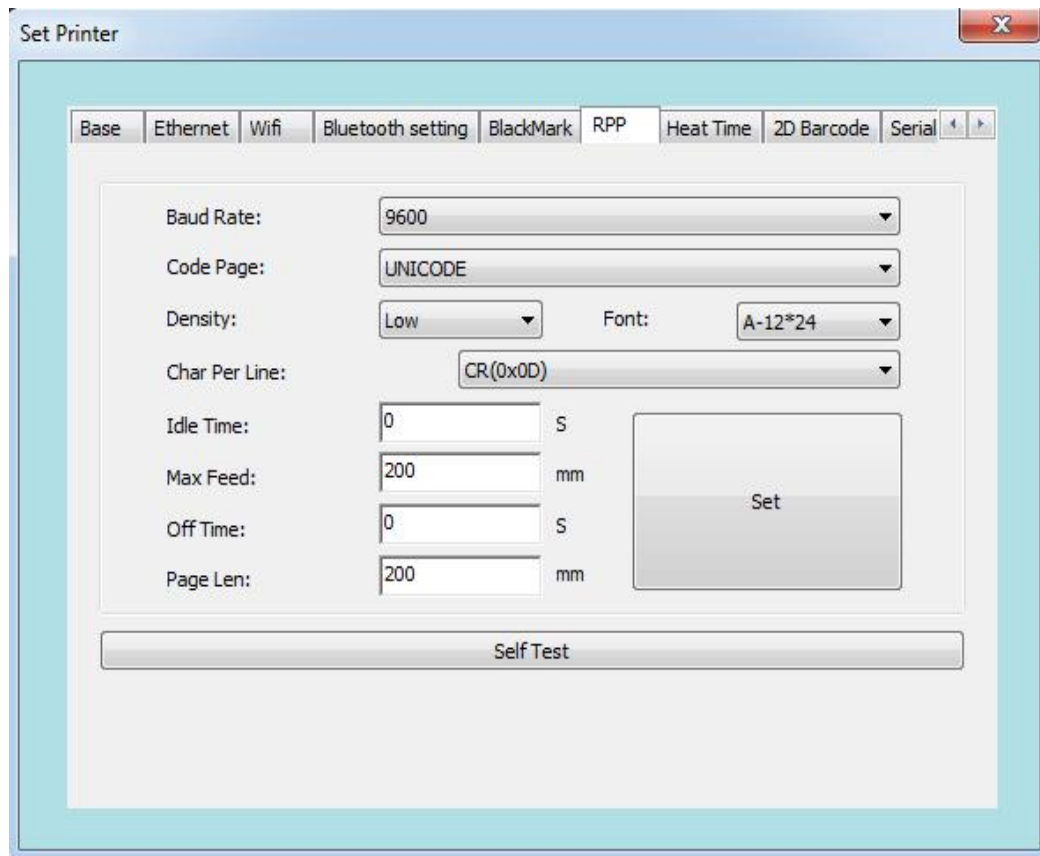 Set Printer
Base Ethernet Wifi Bluetooth setting BlackMark RPP Heat Time 2D Barcode Serial
Baud Rate: 9600
Code Page: UNICODE
Density: Low Font: A-12*24
Char Per Line: CR(0x0D)
Idle Time: 0 S
Max Feed: 200 mm
Set
Off Time: 0 S
Page Len: 200 mm
Self Test